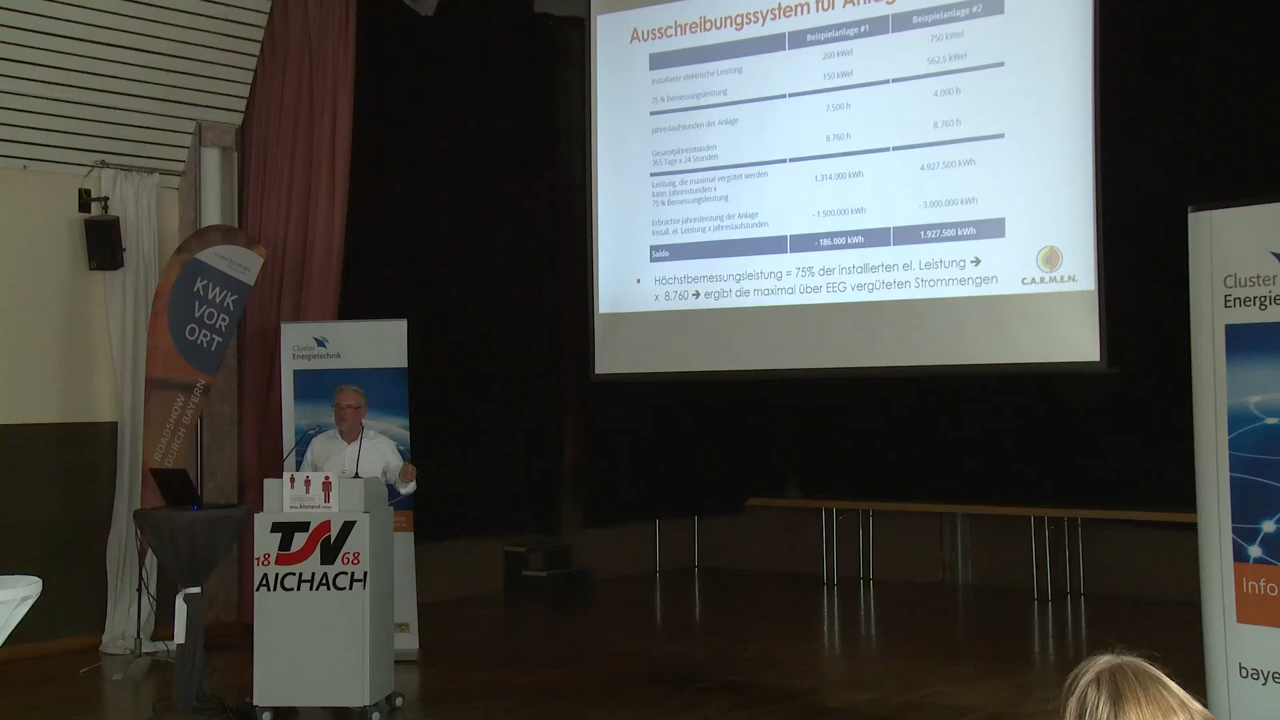 Ausschreibungssystem für
Beispielanlage #1
Beispielanlage #2
Installierte elektrische Leistung
200 kWel
750 kWel
75 % Bemessungsleistung
150 kWel
562,5 kWel
Jahreslaufstunden der Anlage
7.500 h
4.000 h
Gesamtjahresstunden
365 Tage x 24 Stunden
8.760 h
8.760 h
Leistung, die maximal vergütet werden
kann: Jahresstunden x
75 % Bemessungsleistung
1.314.000 kWh
4.927.500 kWh
Erbrachte Jahresleistung der Anlage
Install. el. Leistung x Jahreslaufstunden
- 1.500.000 kWh
- 3.000.000 kWh
Saldo
- 186.000 kWh
1.927.500 kWh
▪ Höchstbemessungsleistung = 75% der installierten el. Leistung ➔
x 8.760 ➔ ergibt die maximal über EEG vergüteten Strommengen
C.A.R.M.E.N.
KWK
VOR
ORT
ROADSHOW
DURCH BAYERN
Cluster
Energietechnik
Abstand
TSV
1868
AICHACH
Cluster
Energie
Info
baye